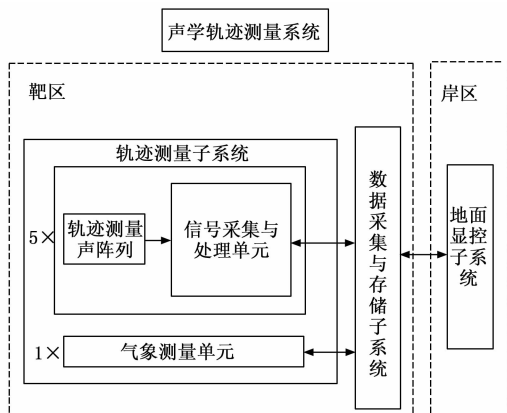 声学轨迹测量系统
靶区
岸区
轨迹测量子系统
5×
轨迹测量
声阵列
信号采集与
处理单元
1×
气象测量单元
数据采集与存储子系统
地面
显控
子系统